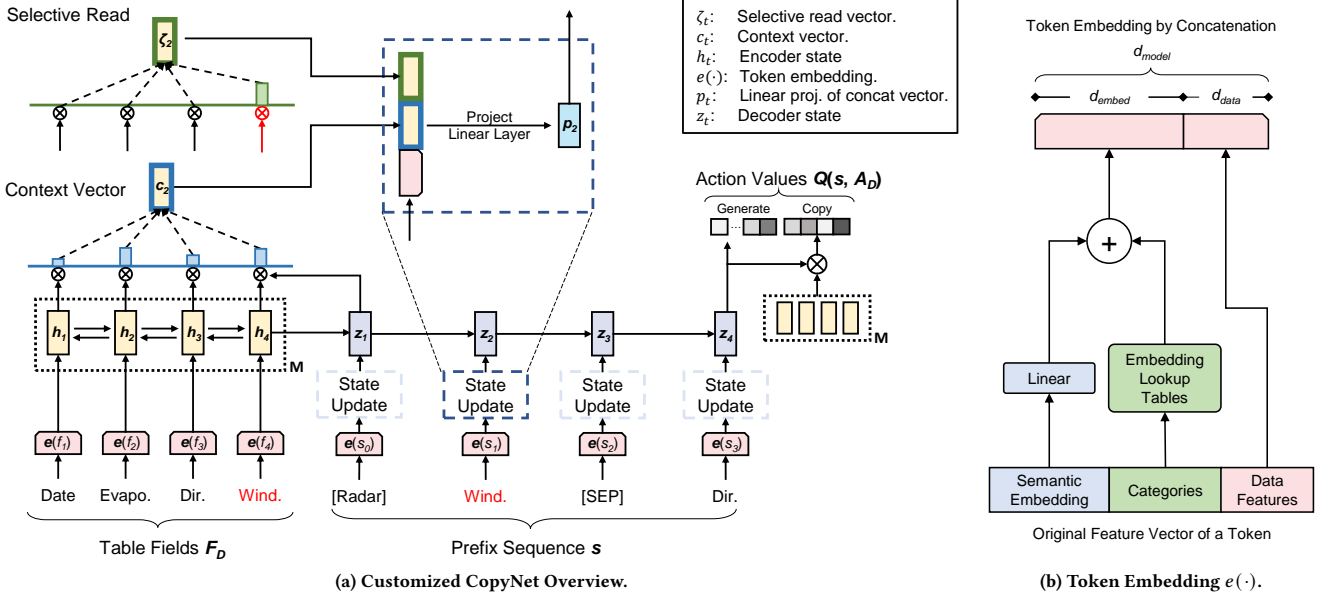 Selective Read
ζ2
ζt: Selective read vector.
ct: Context vector.
ht: Encoder state
e(·): Token embedding.
pt: Linear proj. of concat vector.
zt: Decoder state
Project
Linear Layer
p2
Context Vector
c2
Action Values Q(s, AD)
Generate
Copy
...
h1
h2
h3
h4
M
z1
z2
z3
z4
M
State
Update
State
Update
State
Update
State
Update
e(f1)
e(f2)
e(f3)
e(f4)
e(s0)
e(s1)
e(s2)
e(s3)
Date
Evapo.
Dir.
Wind.
[Radar]
Wind.
[SEP]
Dir.
Table Fields FD
Prefix Sequence s
(a) Customized CopyNet Overview.
Token Embedding by Concatenation
dmodel
dembed
ddata
+
Linear
Embedding
Lookup
Tables
Semantic
Embedding
Categories
Data
Features
Original Feature Vector of a Token
(b) Token Embedding e(·).